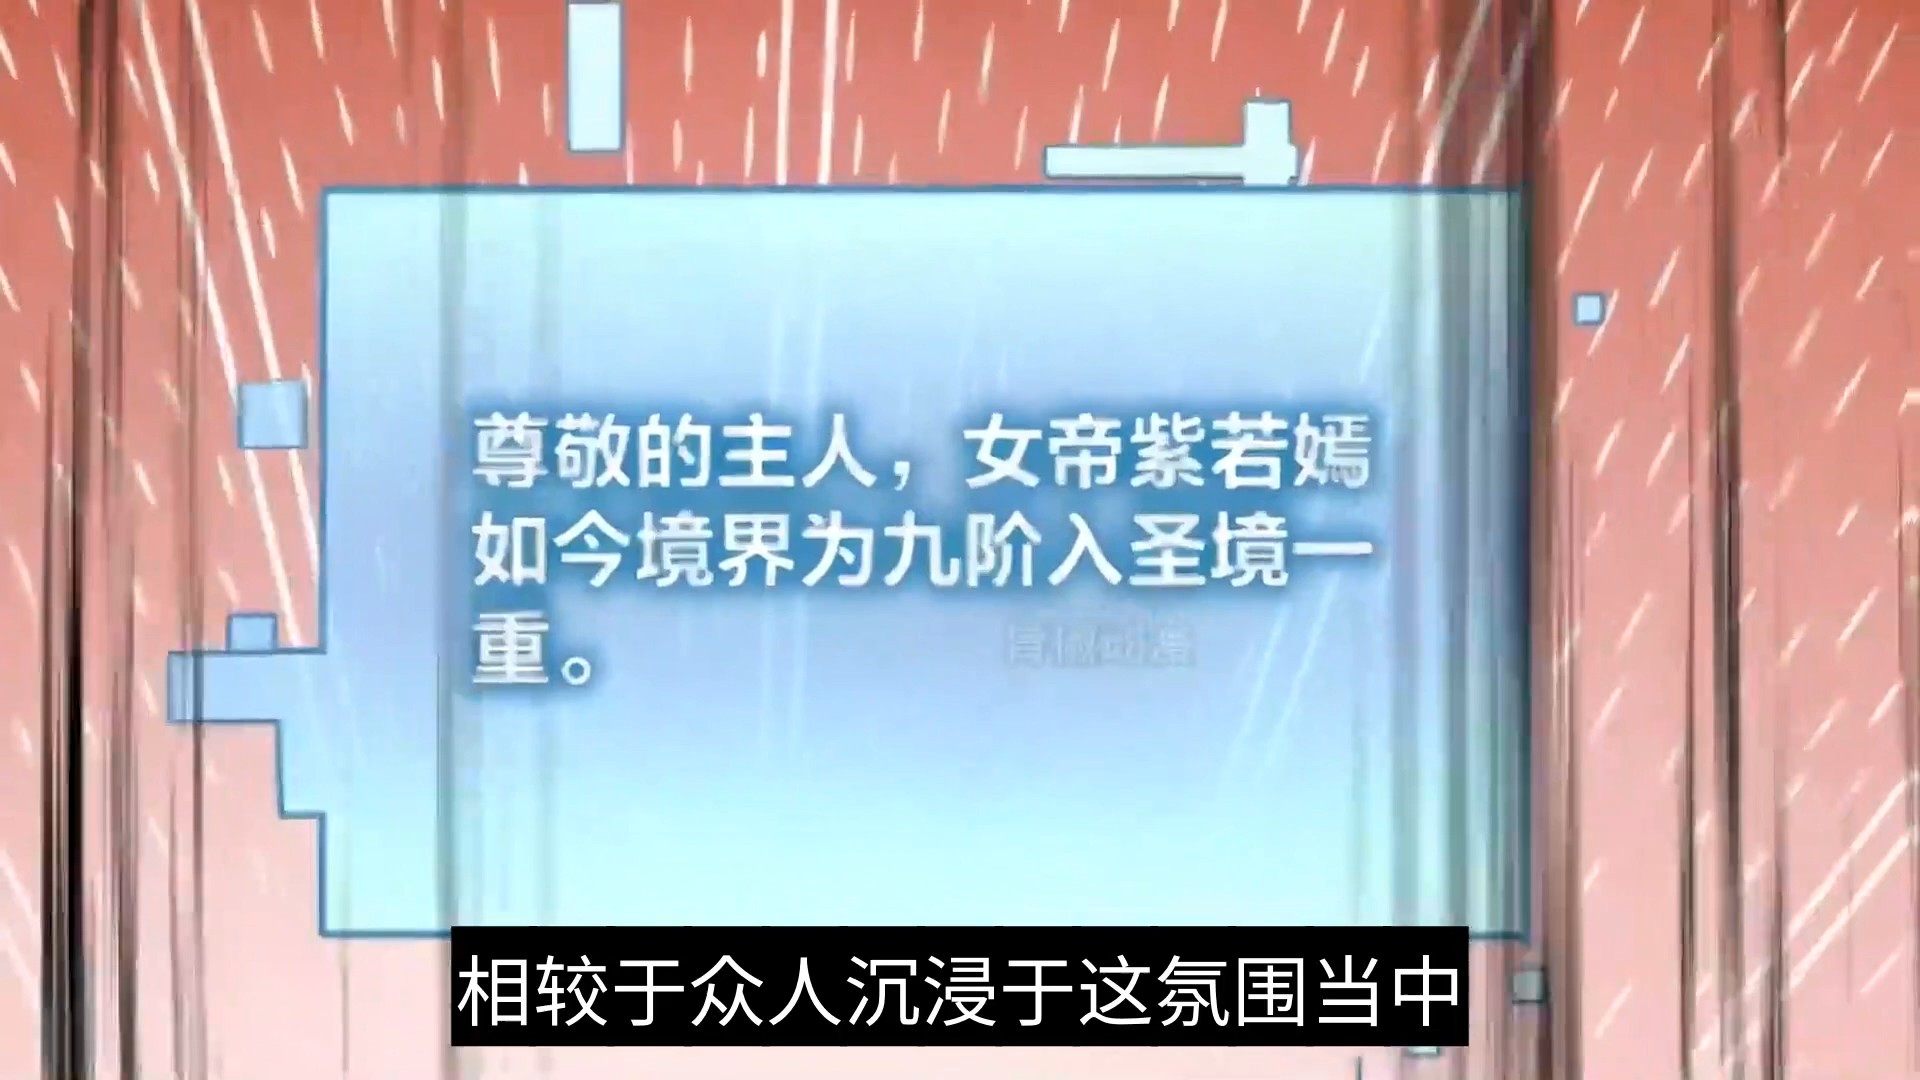 尊敬的主人，女帝紫若嫣
如今境界为九阶入圣境一
重。
相较于众人沉浸于这氛围当中